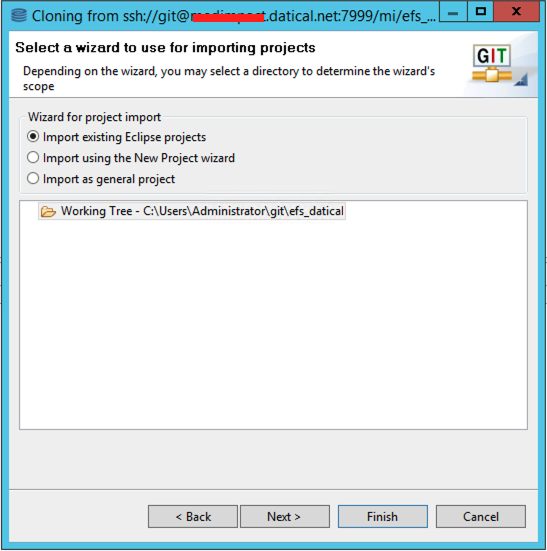 Cloning from ssh://git@.datical.net:7999/mi/efs_...
Select a wizard to use for importing projects
Depending on the wizard, you may select a directory to determine the wizard's
scope
GIT
Wizard for project import
Import existing Eclipse projects
Import using the New Project wizard
Import as general project
Working Tree - C:\Users\Administrator\git\efs_datical
< Back
Next >
Finish
Cancel